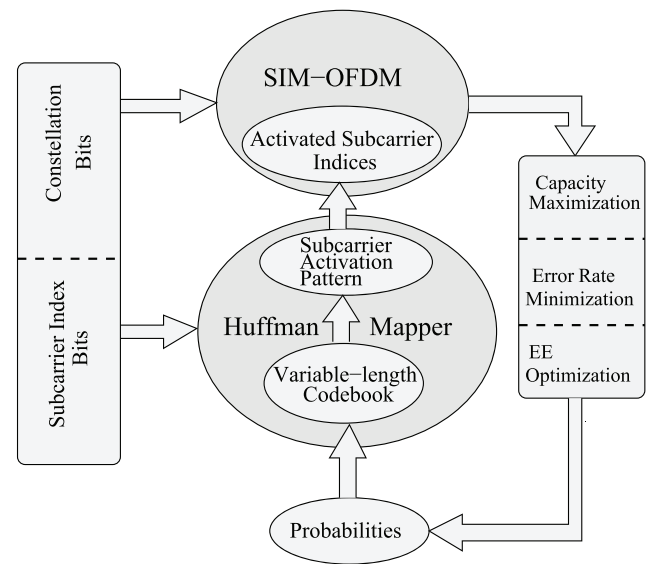 Constellation
Bits
Subcarrier Index
Bits
SIM−OFDM
Activated Subcarrier
Indices
Subcarrier
Activation
Pattern
Huffman Mapper
Variable−length
Codebook
Probabilities
Capacity
Maximization
Error Rate
Minimization
EE
Optimization